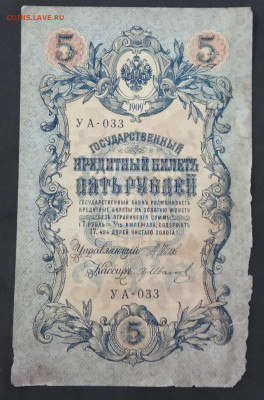 COINS.LAVE.RU
5 5
1909
УА-033
ГОСУДАРСТВЕННЫЙ
КРЕДИТНЫЙ БИЛЕТЪ
ПЯТЬ РУБЛЕЙ
ГОСУДАРСТВЕННЫЙ БАНКЪ РАЗМѢНИВАЕТЪ
КРЕДИТНЫЕ БИЛЕТЫ НА ЗОЛОТУЮ МОНЕТУ
БЕЗЪ ОГРАНИЧЕНІЯ СУММЫ
(1 РУБЛЬ = 1/15 ИМПЕРІАЛА, СОДЕРЖИТЪ
17,424 ДОЛЕЙ ЧИСТАГО ЗОЛОТА)
Управляющій
Кассиръ
УА-033
5